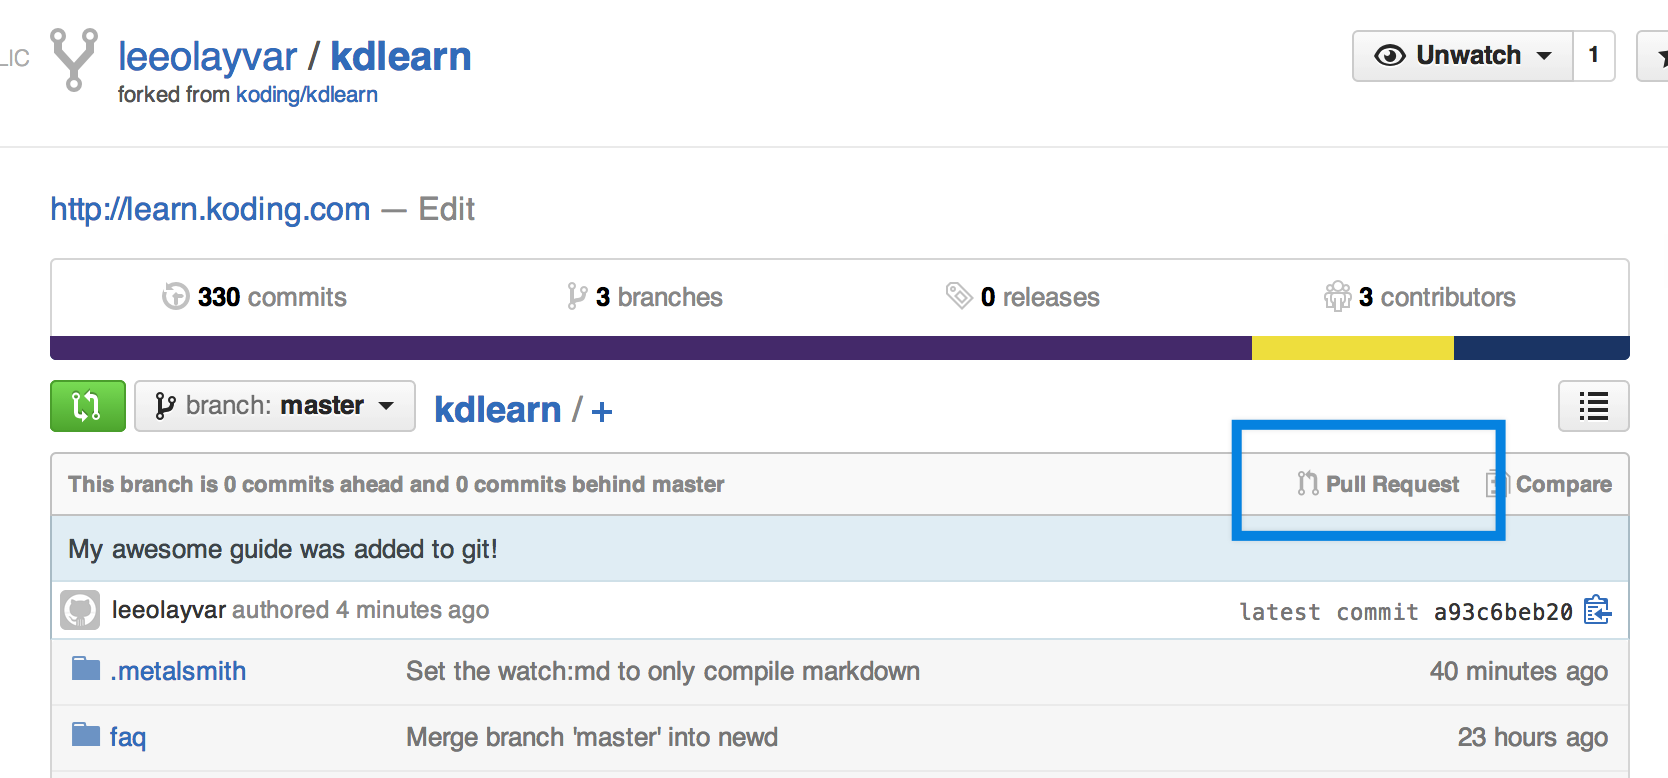 LIC
leeolayvar / kdlearn
forked from koding/kdlearn
Unwatch 1
http://learn.koding.com — Edit
330 commits
3 branches
0 releases
3 contributors
branch: master
kdlearn / +
This branch is 0 commits ahead and 0 commits behind master
Pull Request
Compare
My awesome guide was added to git!
leeolayvar authored 4 minutes ago
latest commit a93c6beb20
.metalsmith Set the watch:md to only compile markdown 40 minutes ago
faq Merge branch 'master' into newd 23 hours ago